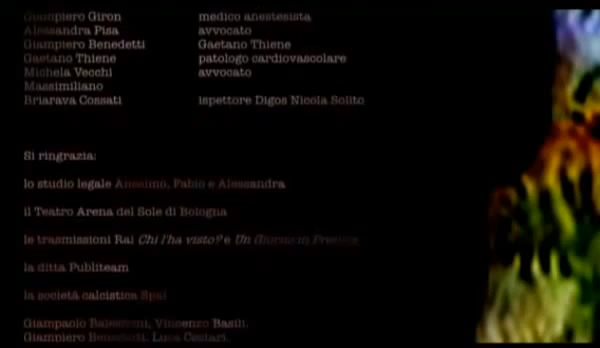 Gianpiero Giron medico anestesista
Alessandra Pisa avvocato
Giampiero Benedetti Gaetano Thiene
Gaetano Thiene patologo cardiovascolare
Michela Vecchi avvocato
Massimiliano
Briarava Cossati ispettore Digos Nicola Solito
Si ringrazia:
lo studio legale Anselmo, Fabio e Alessandra
il Teatro Arena del Sole di Bologna
le trasmissioni Rai Chi l'ha visto? e Un Giorno in Pretura
la ditta Publiteam
la società calcistica Spal
Giampaolo Vincenzo Basili,
Giampiero Benedetti, Luca